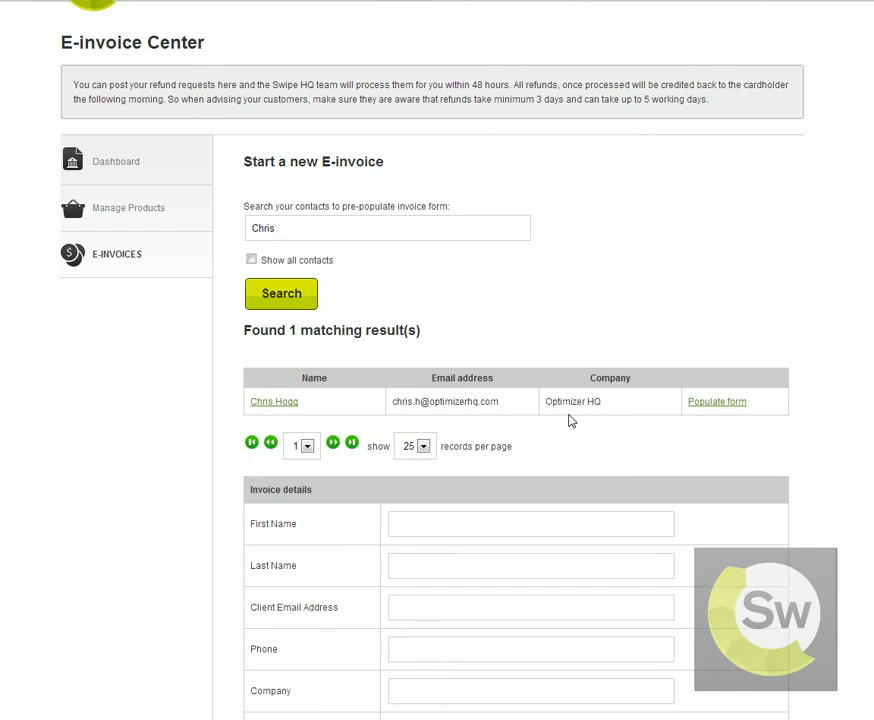 E-invoice Center
You can post your refund requests here and the Swipe HQ team will process them for you within 48 hours. All refunds, once processed will be credited back to the cardholder
the following morning. So when advising your customers, make sure they are aware that refunds take minimum 3 days and can take up to 5 working days.
Dashboard
Manage Products
E-INVOICES
Start a new E-invoice
Search your contacts to pre-populate invoice form:
Chris
Show all contacts
Search
Found 1 matching result(s)
Name Email address Company
Chris Hogg chris.h@optimizerhq.com Optimizer HQ Populate form
1 show 25 records per page
Invoice details
First Name
Last Name
Client Email Address
Phone
Company
Sw